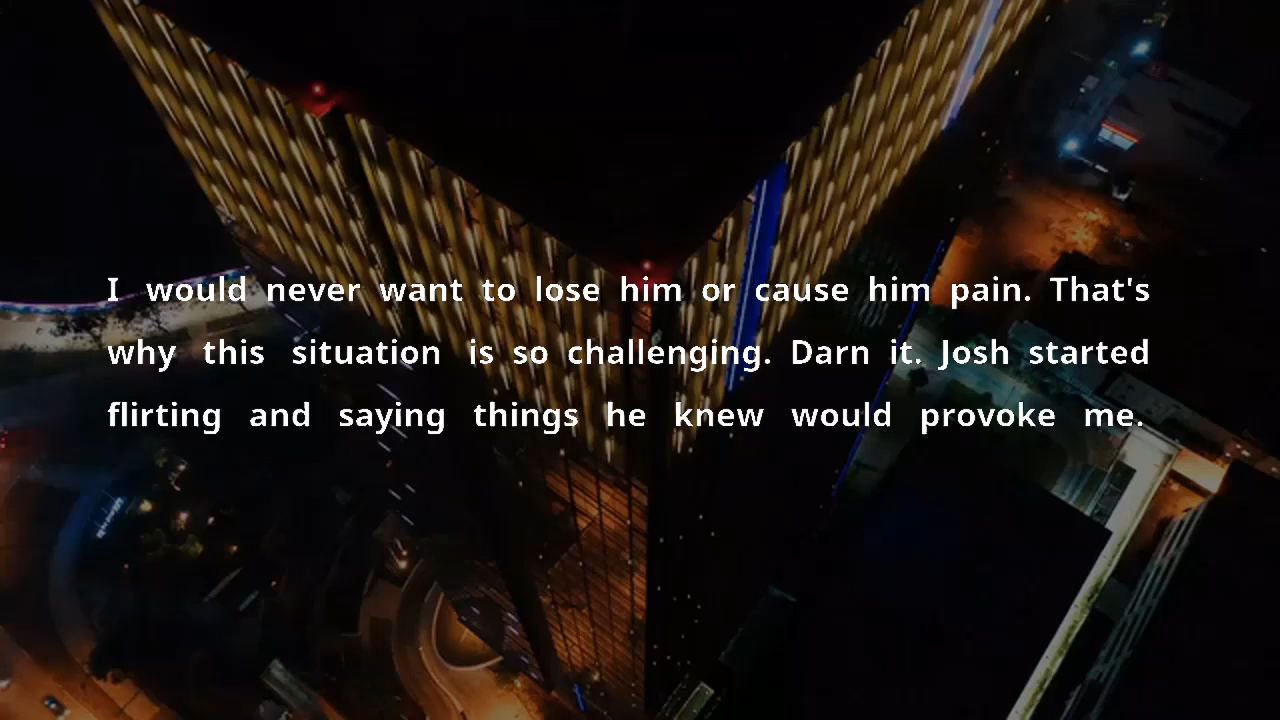 I would never want to lose him or cause him pain. That's
why this situation is so challenging. Darn it. Josh started
flirting and saying things he knew would provoke me.